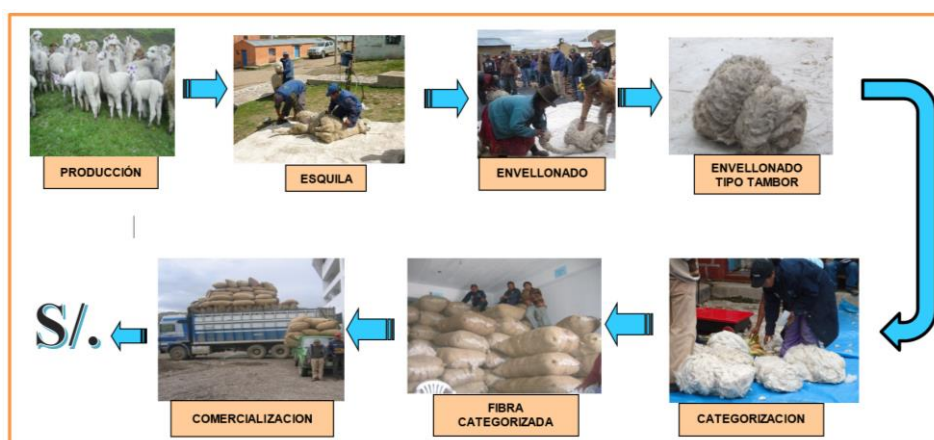 PRODUCCIÓN
ESQUILA
ENVELLONADO
ENVELLONADO
TIPO TAMBOR
S/.
COMERCIALIZACION
FIBRA
CATEGORIZADA
CATEGORIZACION